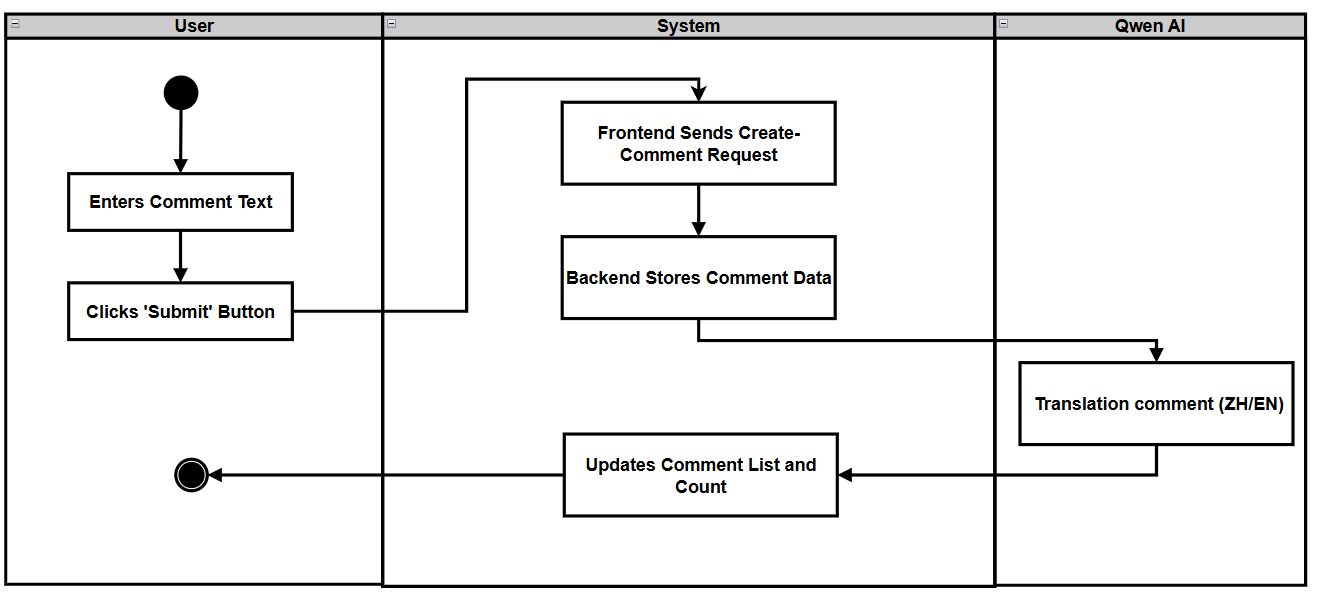 User
System
Qwen AI
Enters Comment Text
Clicks 'Submit' Button
Frontend Sends Create-
Comment Request
Backend Stores Comment Data
Translation comment (ZH/EN)
Updates Comment List and
Count